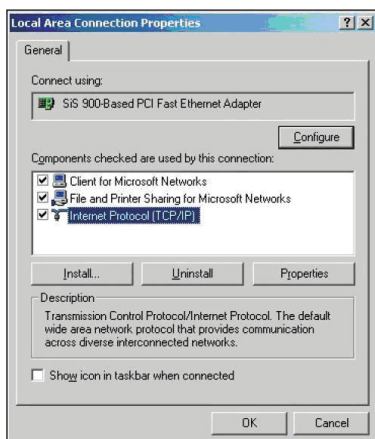 Local Area Connection Properties
General
Connect using:
SiS 900-Based PCI Fast Ethernet Adapter
Configure
Components checked are used by this connection:
Client for Microsoft Networks
File and Printer Sharing for Microsoft Networks
Internet Protocol (TCP/IP)
Install... Uninstall Properties
Description
Transmission Control Protocol/Internet Protocol. The default
wide area network protocol that provides communication
across diverse interconnected networks.
Show icon in taskbar when connected
OK Cancel